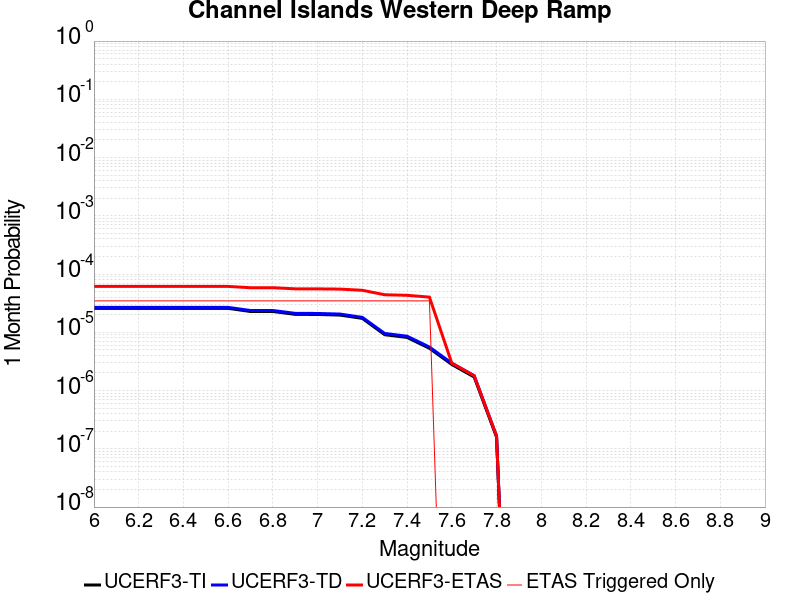 Channel Islands Western Deep Ramp
1 Month Probability
10^0
10^-1
10^-2
10^-3
10^-4
10^-5
10^-6
10^-7
10^-8
6 6.2 6.4 6.6 6.8 7 7.2 7.4 7.6 7.8 8 8.2 8.4 8.6 8.8 9
Magnitude
UCERF3-TI UCERF3-TD UCERF3-ETAS ETAS Triggered Only